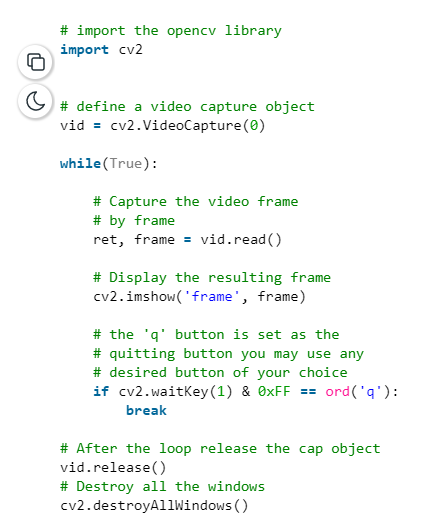 # import the opencv library
import cv2
# define a video capture object
vid = cv2.VideoCapture(0)
while(True):
    # Capture the video frame
    # by frame
    ret, frame = vid.read()
    # Display the resulting frame
    cv2.imshow('frame', frame)
    # the 'q' button is set as the
    # quitting button you may use any
    # desired button of your choice
    if cv2.waitKey(1) & 0xFF == ord('q'):
        break
# After the loop release the cap object
vid.release()
# Destroy all the windows
cv2.destroyAllWindows()